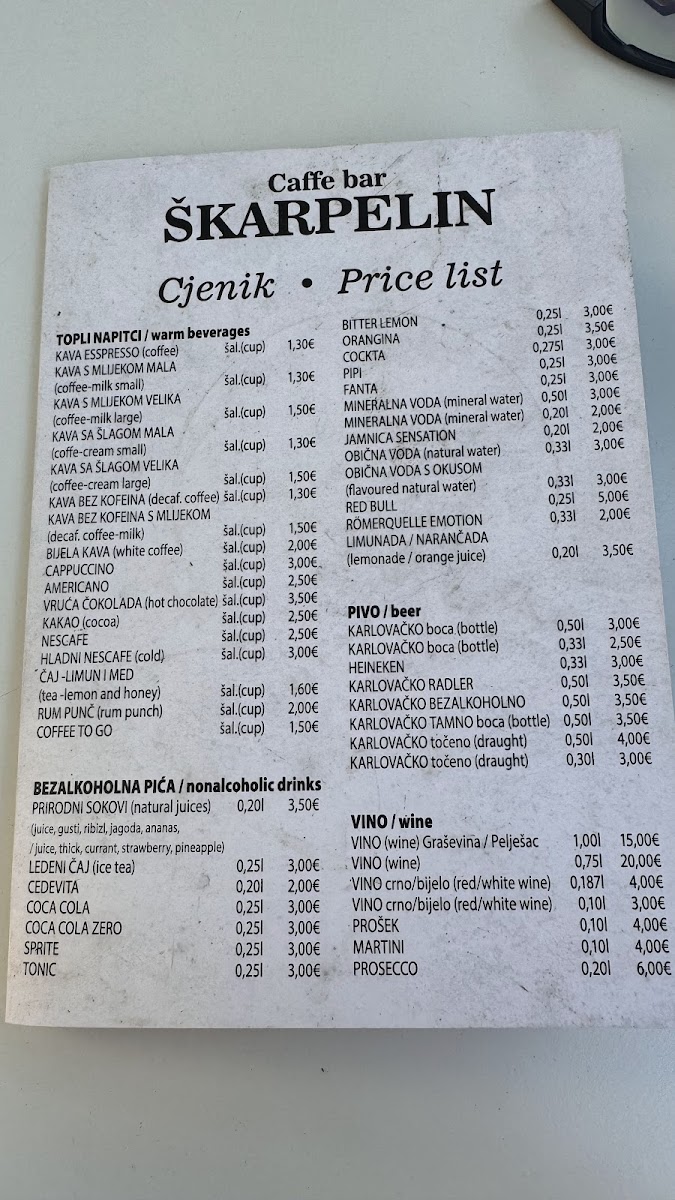 Caffe bar
ŠKARPELIN
Cjenik • Price list
TOPLI NAPITCI / warm beverages
KAVA ESSPRESSO (coffee) šal.(cup) 1,30€
KAVA S MLIJEKOM MALA
(coffee-milk small) šal.(cup) 1,30€
KAVA S MLIJEKOM VELIKA
(coffee-milk large) šal.(cup) 1,50€
KAVA SA ŠLAGOM MALA
(coffe-cream small) šal.(cup) 1,30€
KAVA SA ŠLAGOM VELIKA
(coffee-cream large) šal.(cup) 1,50€
KAVA BEZ KOFEINA (decaf. coffee) šal.(cup) 1,30€
KAVA BEZ KOFEINA S MLIJEKOM
(decaf. coffee-milk) šal.(cup) 1,50€
BIJELA KAVA (white coffee) šal.(cup) 2,00€
CAPPUCCINO šal.(cup) 3,00€
AMERICANO šal.(cup) 2,50€
VRUĆA ČOKOLADA (hot chocolate) šal.(cup) 3,50€
KAKAO (cocoa) šal.(cup) 2,50€
NESCAFE šal.(cup) 2,50€
HLADNI NESCAFE (cold) šal.(cup) 3,00€
ČAJ -LIMUN I MED
(tea -lemon and honey) šal.(cup) 1,60€
RUM PUNČ (rum punch) šal.(cup) 2,00€
COFFEE TO GO šal.(cup) 1,50€
BEZALKOHOLNA PIĆA / nonalcoholic drinks
PRIRODNI SOKOVI (natural juices) 0,20l 3,50€
(juice, gusti, ribizl, jagoda, ananas,
/ juice, thick, currant, strawberry, pineapple)
LEDENI ČAJ (ice tea) 0,25l 3,00€
CEDEVITA 0,20l 2,00€
COCA COLA 0,25l 3,00€
COCA COLA ZERO 0,25l 3,00€
SPRITE 0,25l 3,00€
TONIC 0,25l 3,00€
BITTER LEMON 0,25l 3,00€
ORANGINA 0,25l 3,50€
COCKTA 0,275l 3,00€
PIPI 0,25l 3,00€
FANTA 0,25l 3,00€
MINERALNA VODA (mineral water) 0,50l 3,00€
MINERALNA VODA (mineral water) 0,20l 2,00€
JAMNICA SENSATION 0,20l 2,00€
OBIČNA VODA (natural water) 0,33l 3,00€
OBIČNA VODA S OKUSOM
(flavoured natural water) 0,33l 3,00€
RED BULL 0,25l 5,00€
RÖMERQUELLE EMOTION 0,33l 2,00€
LIMUNADA / NARANČADA
(lemonade / orange juice) 0,20l 3,50€
PIVO / beer
KARLOVAČKO boca (bottle) 0,50l 3,00€
KARLOVAČKO boca (bottle) 0,33l 2,50€
HEINEKEN 0,33l 3,00€
KARLOVAČKO RADLER 0,50l 3,50€
KARLOVAČKO BEZALKOHOLNO 0,50l 3,50€
KARLOVAČKO TAMNO boca (bottle) 0,50l 3,50€
KARLOVAČKO točeno (draught) 0,50l 4,00€
KARLOVAČKO točeno (draught) 0,30l 3,00€
VINO / wine
VINO (wine) Graševina / Pelješac 1,00l 15,00€
VINO (wine) 0,75l 20,00€
VINO crno/bijelo (red/white wine) 0,187l 4,00€
VINO crno/bijelo (red/white wine) 0,10l 3,00€
PROŠEK 0,10l 4,00€
MARTINI 0,10l 4,00€
PROSECCO 0,20l 6,00€